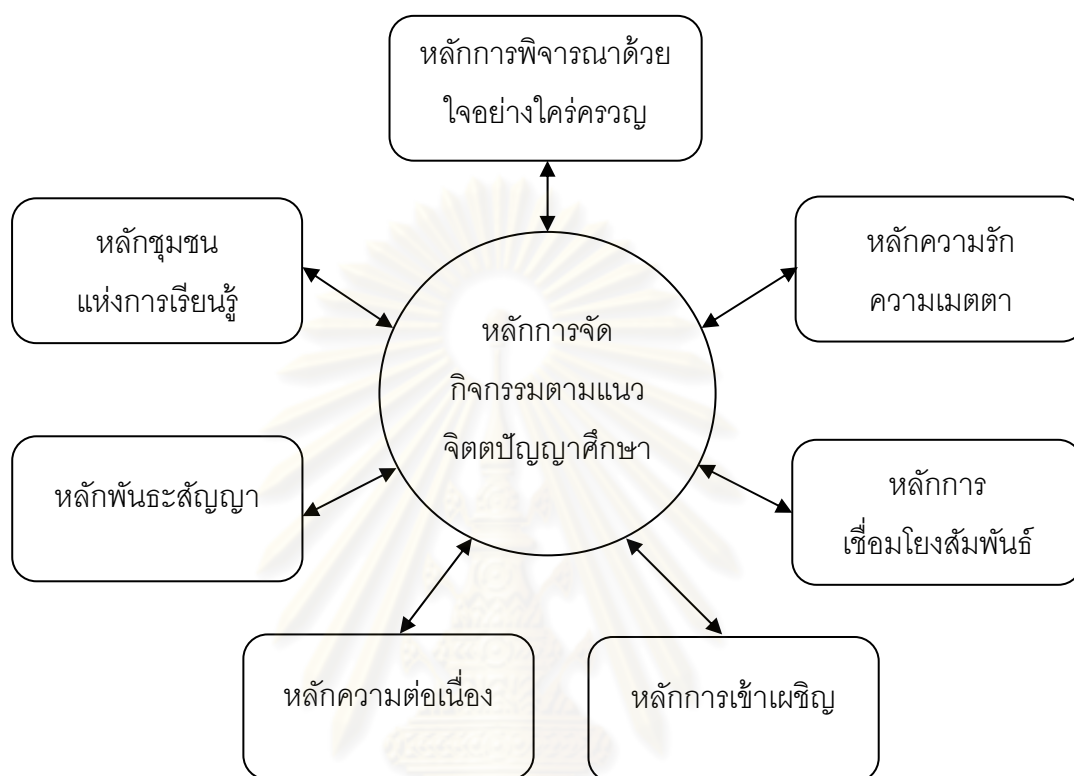 หลักการพิจารณาด้วย
ใจอย่างใคร่ครวญ
หลักชุมชน
แห่งการเรียนรู้
หลักความรัก
ความเมตตา
หลักการจัด
กิจกรรมตามแนว
จิตตปัญญาศึกษา
หลักพันธะสัญญา
หลักการ
เชื่อมโยงสัมพันธ์
หลักความต่อเนื่อง
หลักการเข้าเผชิญ